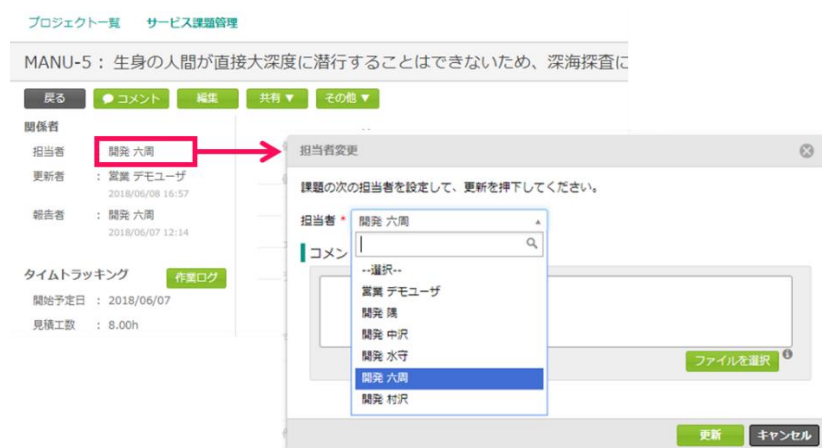 プロジェクト一覧 サービス課題管理
MANU-5 : 生身の人間が直接大深度に潜行することはできないため、深海探査に
戻る コメント 編集 共有 ▼ その他 ▼
関係者
担当者 開発 六周
更新者 : 営業 デモユーザ
2018/06/08 16:57
報告者 : 開発 六周
2018/06/07 12:14
タイムトラッキング 作業ログ
開始予定日 : 2018/06/07
見積工数 : 8.00h
担当者変更
課題の次の担当者を設定して、更新を押下してください。
担当者 * 開発 六周
コメン
--選択--
営業 デモユーザ
開発 隅
開発 中沢
開発 水守
開発 六周
開発 村沢
ファイルを選択
更新 キャンセル